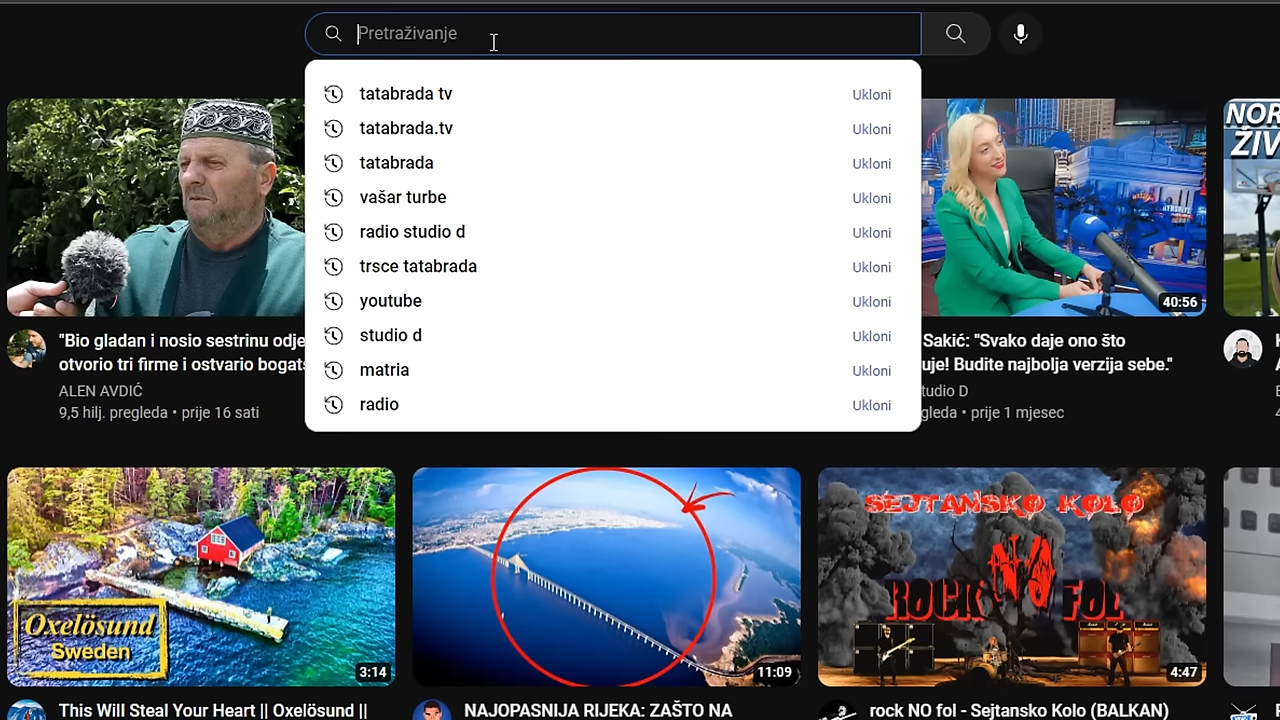 Pretraživanje
tatabrada tv Ukloni
tatabrada.tv Ukloni
tatabrada Ukloni
vašar turbe Ukloni
radio studio d Ukloni
trsce tatabrada Ukloni
youtube Ukloni
studio d Ukloni
matria Ukloni
radio Ukloni
40:56
NOR
ŽIV
"Bio gladan i nosio sestrinu odje
otvorio tri firme i ostvario bogats
ALEN AVDIĆ
9,5 hilj. pregleda • prije 16 sati
Sakić: "Svako daje ono što
uje! Budite najbolja verzija sebe."
tudio D
gleda • prije 1 mjesec
Oxelösund
Sweden
3:14
11:09
SEJTANSKO KOLO
ROCK NO FOL
4:47
This Will Steal Your Heart || Oxelösund ||
NAJOPASNIJA RIJEKA: ZAŠTO NA
rock NO fol - Sejtansko Kolo (BALKAN)